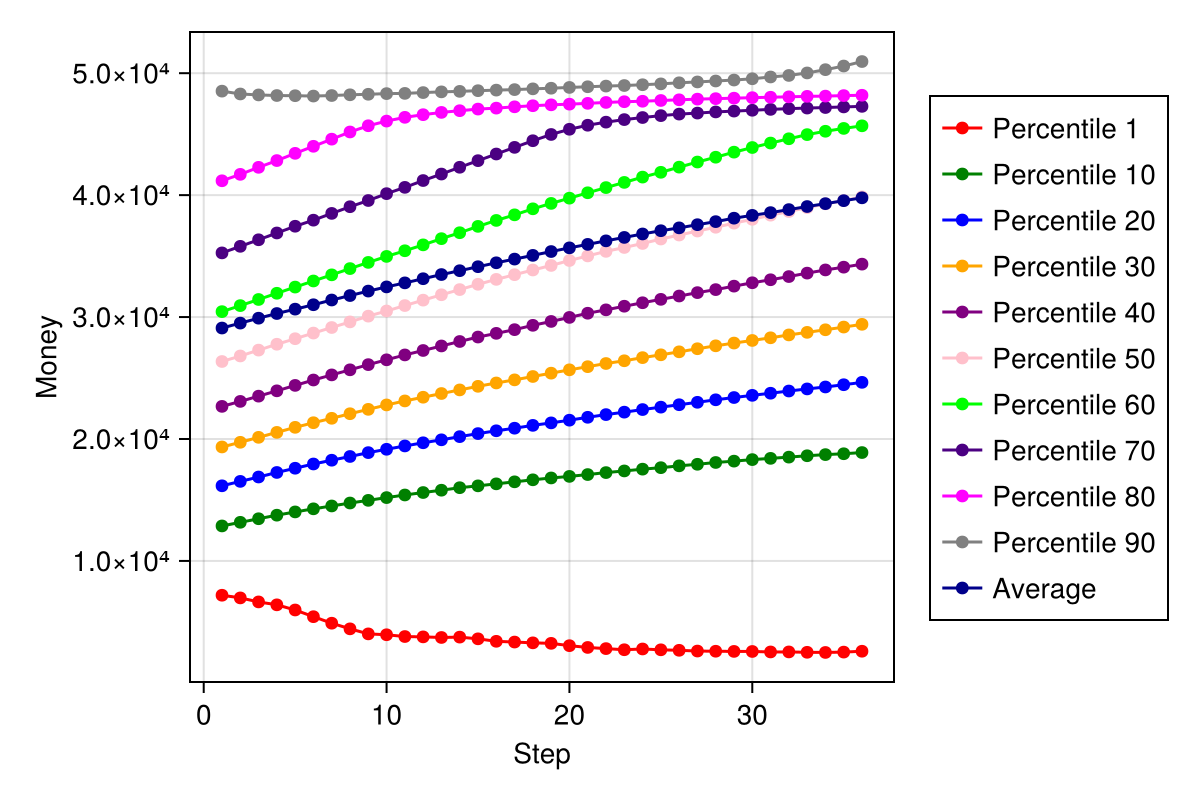 5.0×10⁴
4.0×10⁴
3.0×10⁴
2.0×10⁴
1.0×10⁴
Money
0 10 20 30
Step
Percentile 1
Percentile 10
Percentile 20
Percentile 30
Percentile 40
Percentile 50
Percentile 60
Percentile 70
Percentile 80
Percentile 90
Average